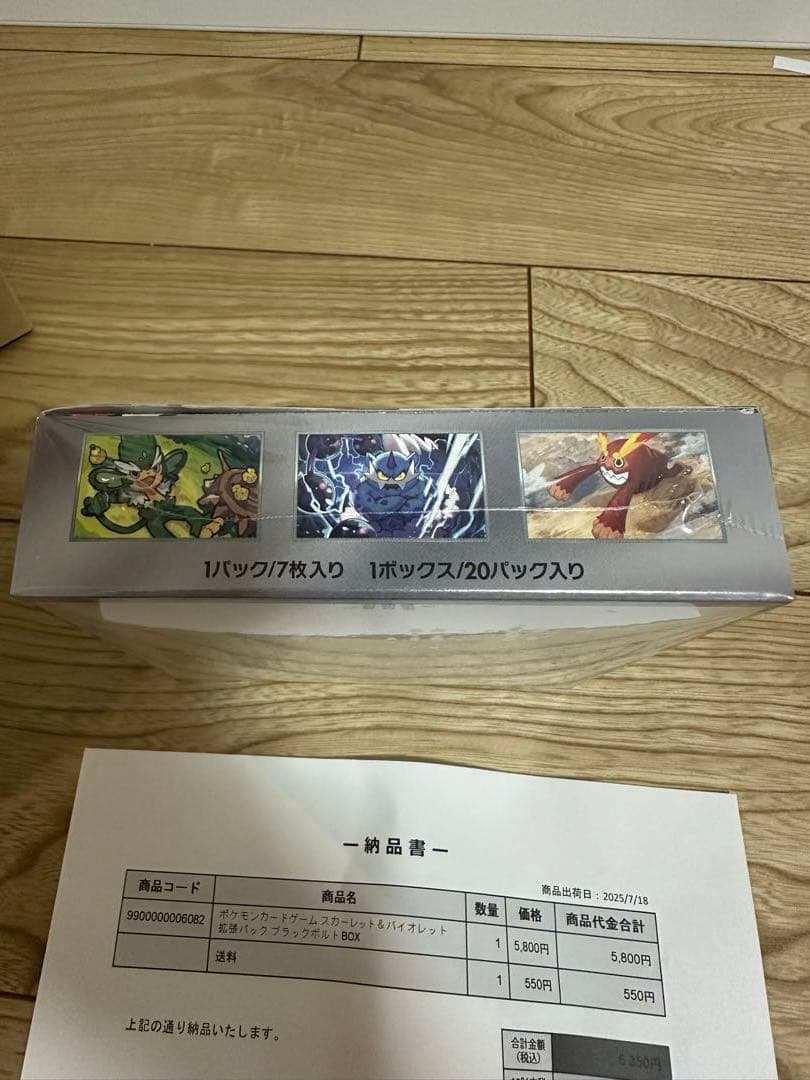 1パック/7枚入り 1ボックス/20パック入り
ー納品書ー
商品出荷日：2025/7/18
商品コード 商品名 数量 価格 商品代金合計
9900000006082 ポケモンカードゲーム スカーレット＆バイオレット
拡張パック ブラックボルトBOX 1 5,800円 5,800円
送料 1 550円 550円
上記の通り納品いたします。
合計金額
(税込) 6,350円